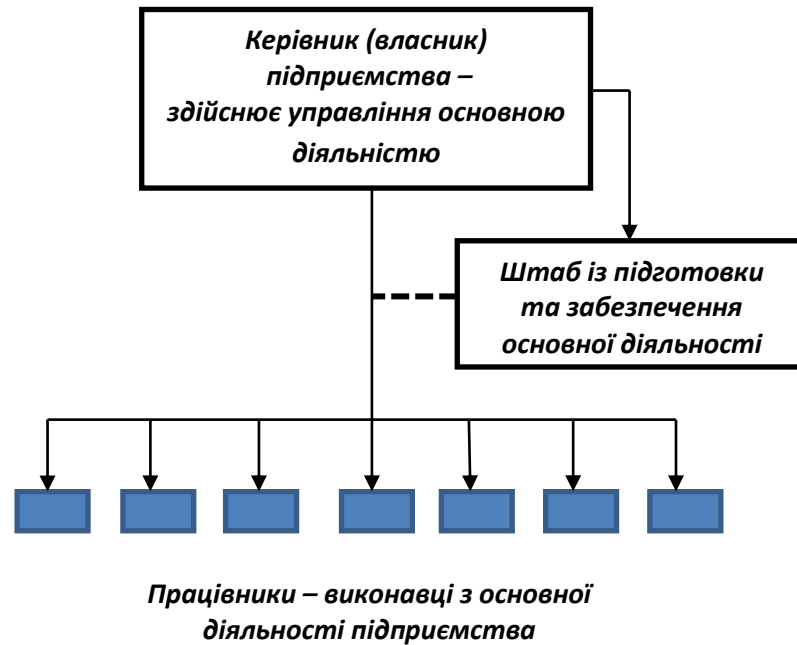 Керівник (власник)
підприємства –
здійснює управління основною
діяльністю
Штаб із підготовки
та забезпечення
основної діяльності
Працівники – виконавці з основної
діяльності підприємства